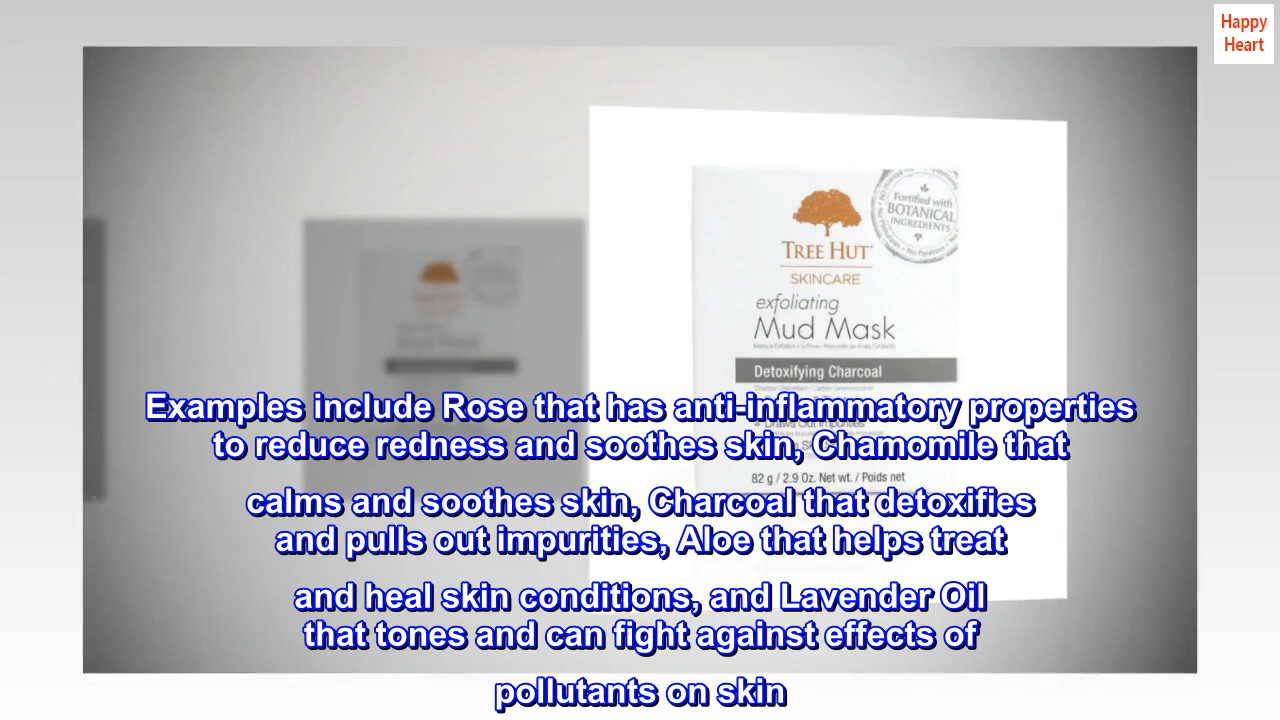 Happy
Heart
Fortified with
BOTANICAL
INGREDIENTS
TREE HUT
SKINCARE
exfoliating
Mud Mask
Detoxifying Charcoal
Examples include Rose that has anti-inflammatory properties
Draws Out Impurities
to reduce redness and soothes skin, Chamomile that
82 g / 2.9 Oz. Net wt. / Poids net
calms and soothes skin, Charcoal that detoxifies
and pulls out impurities, Aloe that helps treat
and heal skin conditions, and Lavender Oil
that tones and can fight against effects of
pollutants on skin